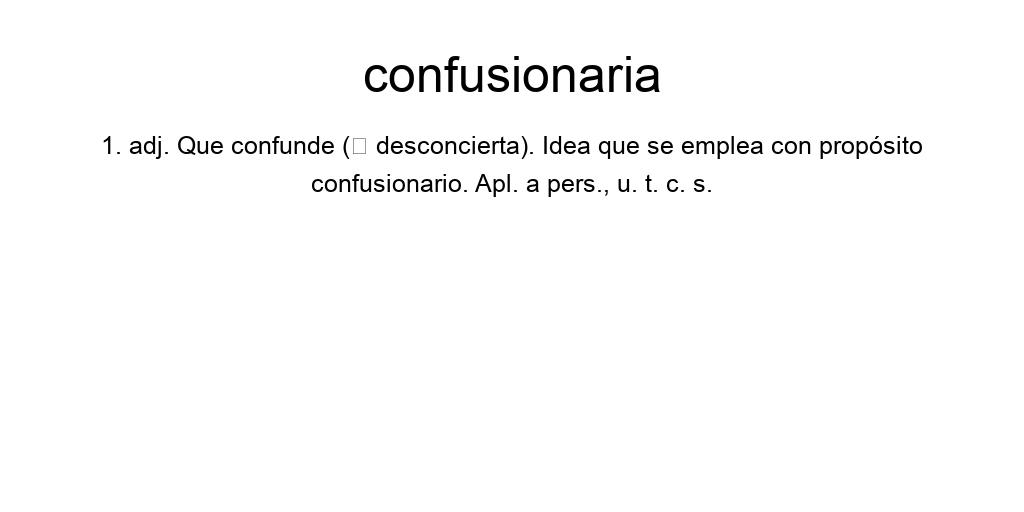 confusionaria
1. adj. Que confunde (□ desconcierta). Idea que se emplea con propósito
confusionario. Apl. a pers., u. t. c. s.